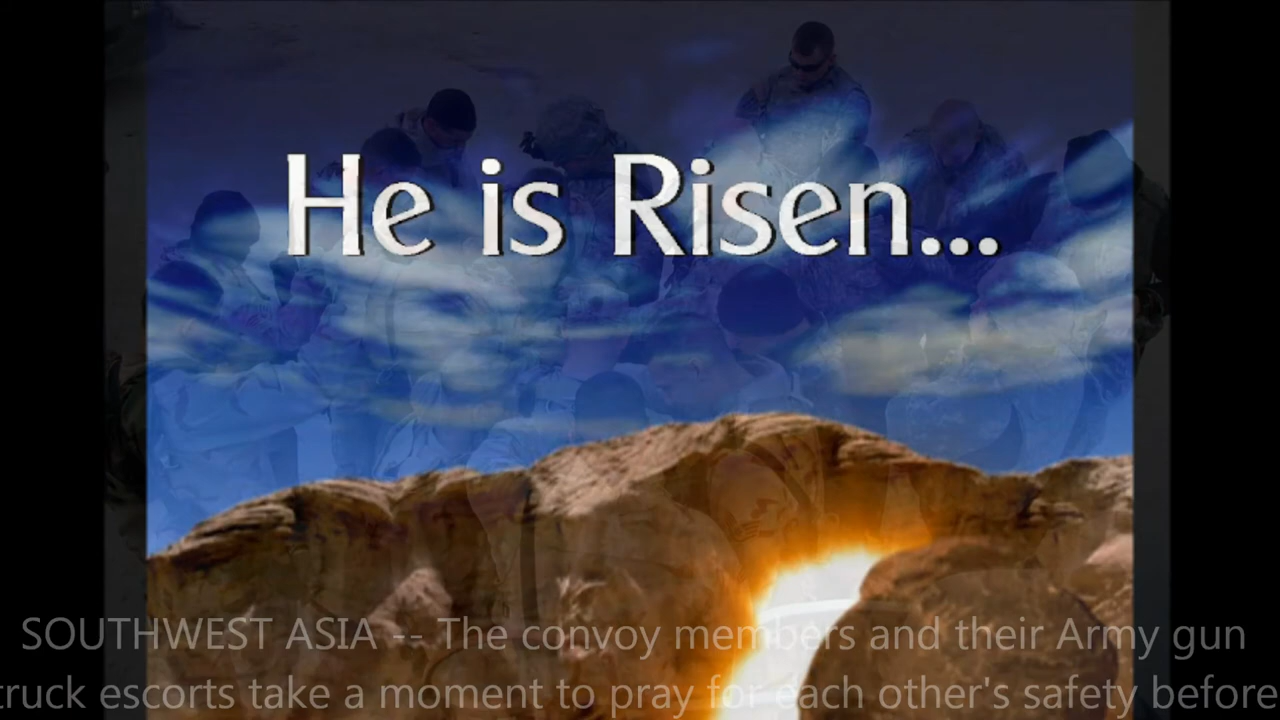 He is Risen...
SOUTHWEST ASIA -- The convoy members and their Army gun
truck escorts take a moment to pray for each other's safety before